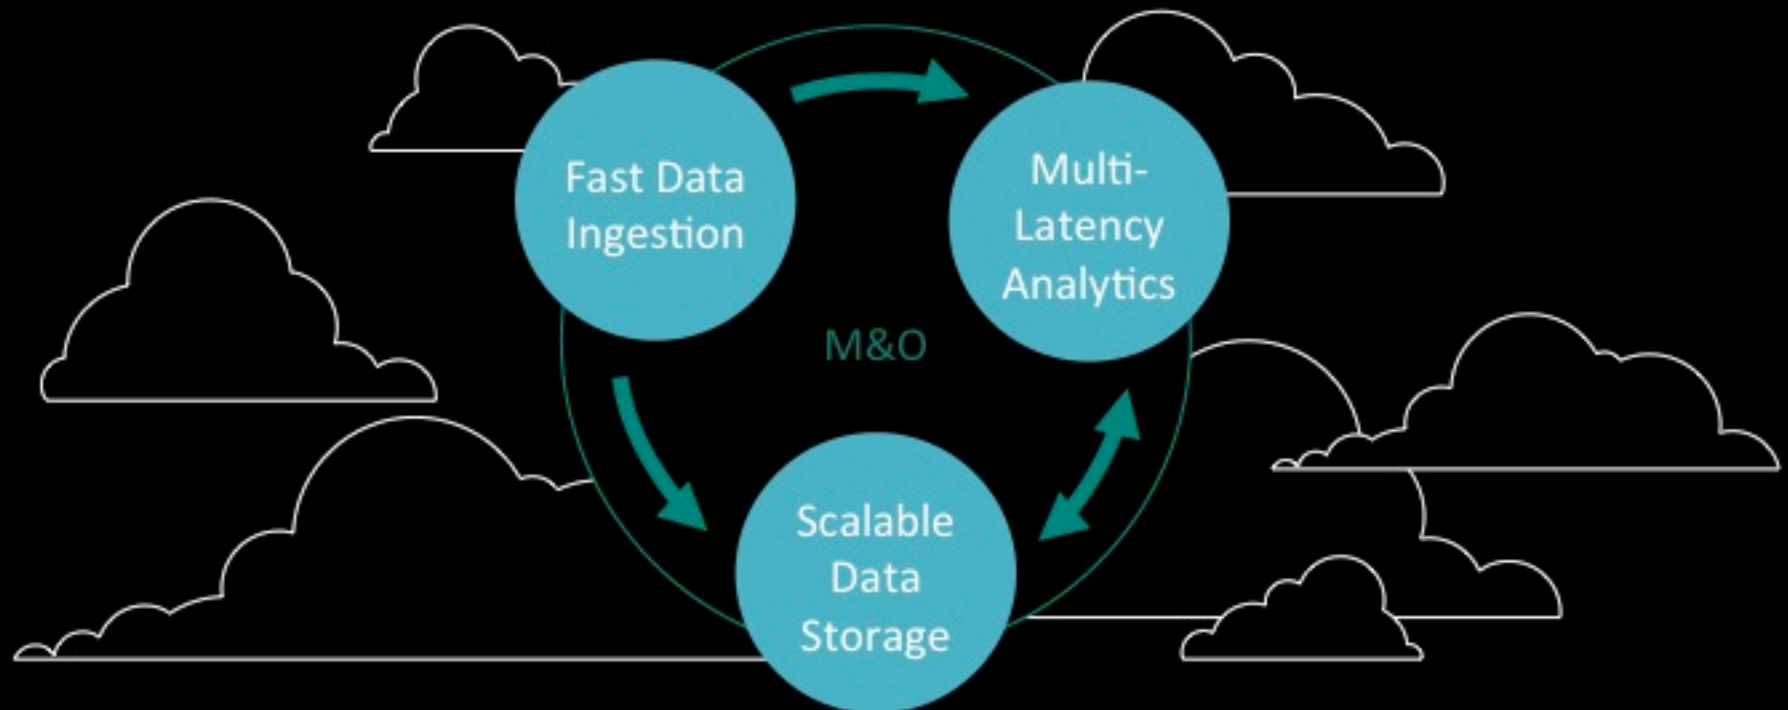 Fast Data
Ingestion
Multi-
Latency
Analytics
M&O
Scalable
Data
Storage